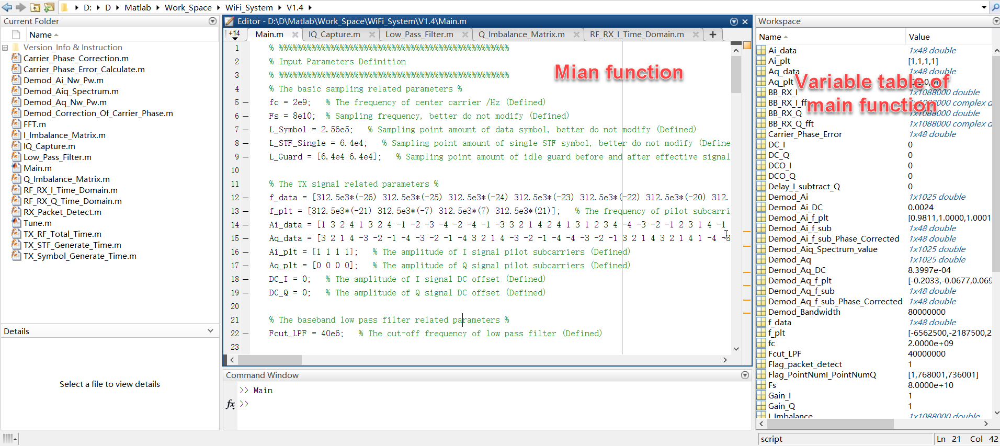 D: D Matlab Work_Space WiFi_System V1.4
Current Folder
Name
Version_Info & Instruction
Carrier_Phase_Correction.m
Carrier_Phase_Error_Calculate.m
Demod_Ai_Nw_Pw.m
Demod_Aiq_Spectrum.m
Demod_Aq_Nw_Pw.m
Demod_Correction_Of_Carrier_Phase.m
FFT.m
I_Imbalance_Matrix.m
IQ_Capture.m
Low_Pass_Filter.m
Main.m
Q_Imbalance_Matrix.m
RF_RX_I_Time_Domain.m
RF_RX_Q_Time_Domain.m
RX_Packet_Detect.m
Tune.m
TX_RF_Total_Time.m
TX_STF_Generate_Time.m
TX_Symbol_Generate_Time.m
Details
Select a file to view details
Editor - D:\D\Matlab\Work_Space\WiFi_System\V1.4\Main.m
+14 Main.m IQ_Capture.m Low_Pass_Filter.m Q_Imbalance_Matrix.m RF_RX_I_Time_Domain.m
1 % %%%%%%%%%%%%%%%%%%%%%%%%%%%%%%%%%%%%%%%%%%%%%%%%%
2 % Input Parameters Definition
3 % %%%%%%%%%%%%%%%%%%%%%%%%%%%%%%%%%%%%%%%%%%%%%%%%%
4 % The basic sampling related parameters %
5 fc = 2e9; % The frequency of center carrier /Hz (Defined)
6 Fs = 8e10; % Sampling frequency, better do not modify (Defined)
7 L_Symbol = 2.56e5; % Sampling point amount of data symbol, better do not modify (Defined)
8 L_STF_Single = 6.4e4; % Sampling point amount of single STF symbol, better do not modify (Define
9 L_Guard = [6.4e4 6.4e4]; % Sampling point amount of idle guard before and after effective signal
10
11 % The TX signal related parameters %
12 f_data = [312.5e3*(-26) 312.5e3*(-25) 312.5e3*(-24) 312.5e3*(-23) 312.5e3*(-22) 312.5e3*(-20) 312.
13 f_plt = [312.5e3*(-21) 312.5e3*(-7) 312.5e3*(7) 312.5e3*(21)]; % The frequency of pilot subcarri
14 Ai_data = [1 3 2 4 1 3 2 4 -1 -2 -3 -4 -2 -4 -1 -3 3 2 1 4 2 4 1 3 1 2 3 4 -4 -3 -2 -1 2 3 1 4 -1
15 Aq_data = [3 2 1 4 -3 -2 -1 -4 -3 -2 -1 -4 3 2 1 4 -3 -2 -1 -4 -4 -3 -2 -1 3 2 1 4 3 2 1 4 1 -4 -3
16 Ai_plt = [1 1 1 1]; % The amplitude of I signal pilot subcarriers (Defined)
17 Aq_plt = [0 0 0 0]; % The amplitude of Q signal pilot subcarriers (Defined)
18 DC_I = 0; % The amplitude of I signal DC offset (Defined)
19 DC_Q = 0; % The amplitude of Q signal DC offset (Defined)
20
21 % The baseband low pass filter related parameters %
22 Fcut_LPF = 40e6; % The cut-off frequency of low pass filter (Defined)
23
Mian function
Command Window
>> Main
fx >>
Workspace
Name Value
Ai_data 1x48 double
Ai_plt [1,1,1,1]
Aq_data 1x48 double
Aq_plt
Variable table of
main function
BB_RX_I 1x1088000 double
BB_RX_I_fft 1x1088000 complex d
BB_RX_Q 1x1088000 double
BB_RX_Q_fft 1x1088000 complex d
Carrier_Phase_Error 1x48 double
DC_I 0
DC_Q 0
DCO_I 0
DCO_Q 0
Delay_I_subtract_Q 0
Demod_Ai 1x1025 double
Demod_Ai_DC 0.0024
Demod_Ai_f_plt [0.9811,1.0000,1.0001
Demod_Ai_f_sub 1x48 double
Demod_Ai_f_sub_Phase_Corrected 1x48 double
Demod_Aiq_Spectrum_value 1x1025 double
Demod_Aq 1x1025 double
Demod_Aq_DC 8.3997e-04
Demod_Aq_f_plt [-0.2033,-0.0677,0.069
Demod_Aq_f_sub 1x48 double
Demod_Aq_f_sub_Phase_Corrected 1x48 double
Demod_Bandwidth 80000000
f_data 1x48 double
f_plt [-6562500,-2187500,2
fc 2.0000e+09
Fcut_LPF 40000000
Flag_packet_detect 1
Flag_PointNumI_PointNumQ [1,768001,736001]
Fs 8.0000e+10
Gain_I 1
Gain_Q 1
I_Imbalance 1x1088000 double
script Ln 21 Col 42